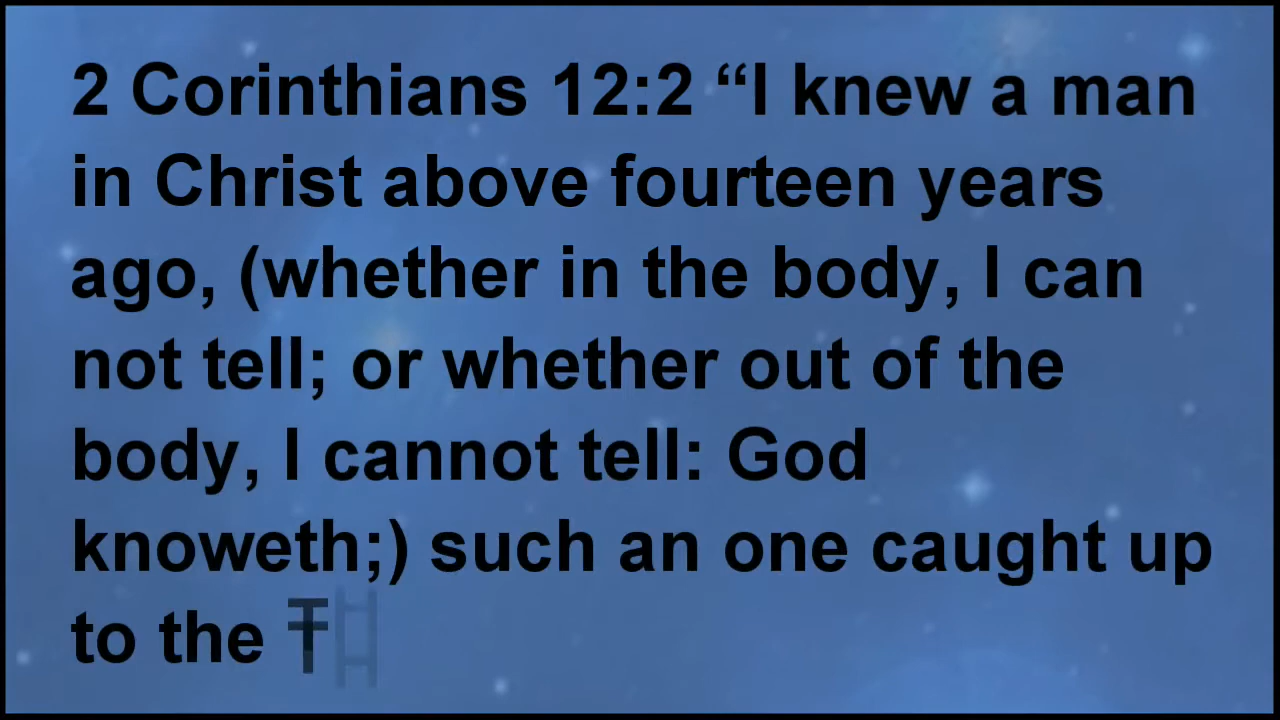 2 Corinthians 12:2 “I knew a man
in Christ above fourteen years
ago, (whether in the body, I can
not tell; or whether out of the
body, I cannot tell: God
knoweth;) such an one caught up
to the